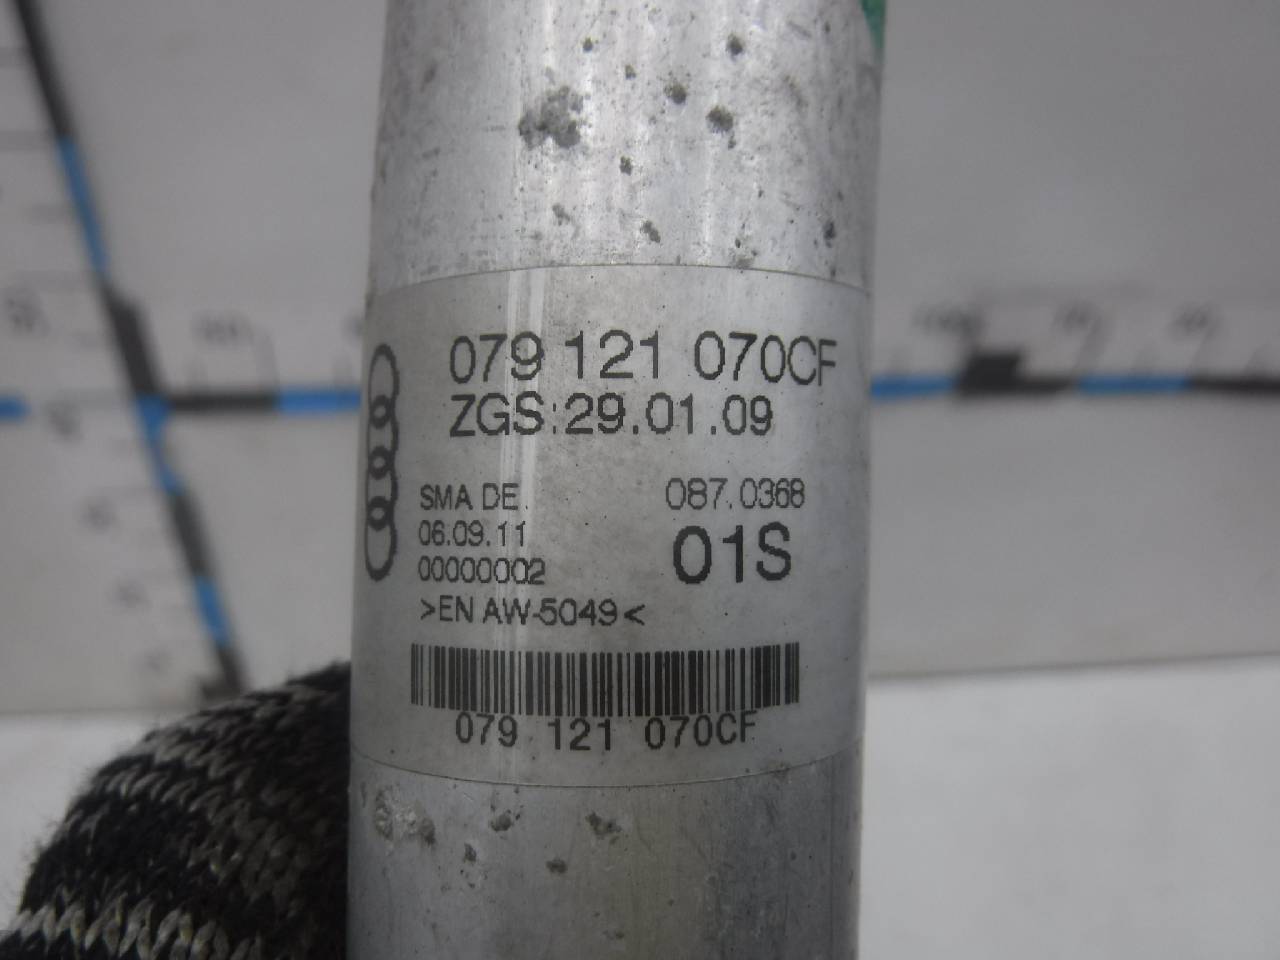 079 121 070CF
ZGS:29.01.09
SMA DE. 087.0368
06.09.11 01S
00000002
>EN AW-5049<
079 121 070CF